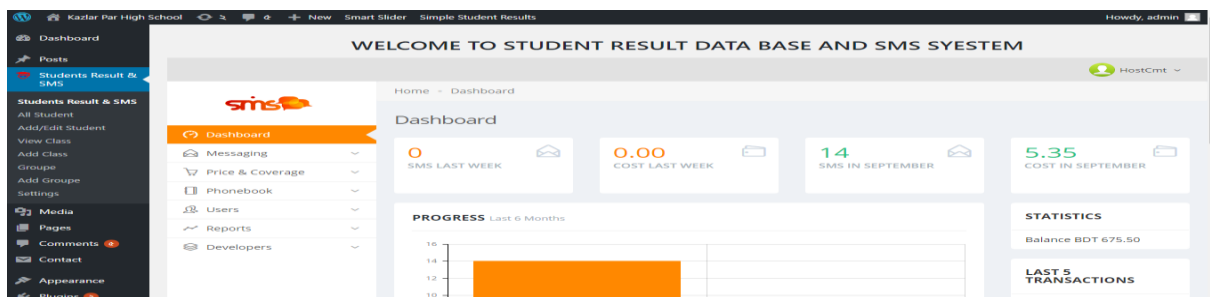 Kazlar Par High School
New
Smart Slider
Simple Student Results
Howdy, admin
Dashboard
Posts
Students Result &
SMS
Students Result & SMS
All Student
Add/Edit Student
View Class
Add Class
Groupe
Add Groupe
Settings
Media
Pages
Comments
Contact
Appearance
Plugins
WELCOME TO STUDENT RESULT DATA BASE AND SMS SYESTEM
HostCmt
sms
Dashboard
Messaging
Price & Coverage
Phonebook
Users
Reports
Developers
Home
Dashboard
Dashboard
0
SMS LAST WEEK
0.00
COST LAST WEEK
14
SMS IN SEPTEMBER
5.35
COST IN SEPTEMBER
PROGRESS Last 6 Months
16
14
12
10
STATISTICS
Balance BDT 675.50
LAST 5
TRANSACTIONS